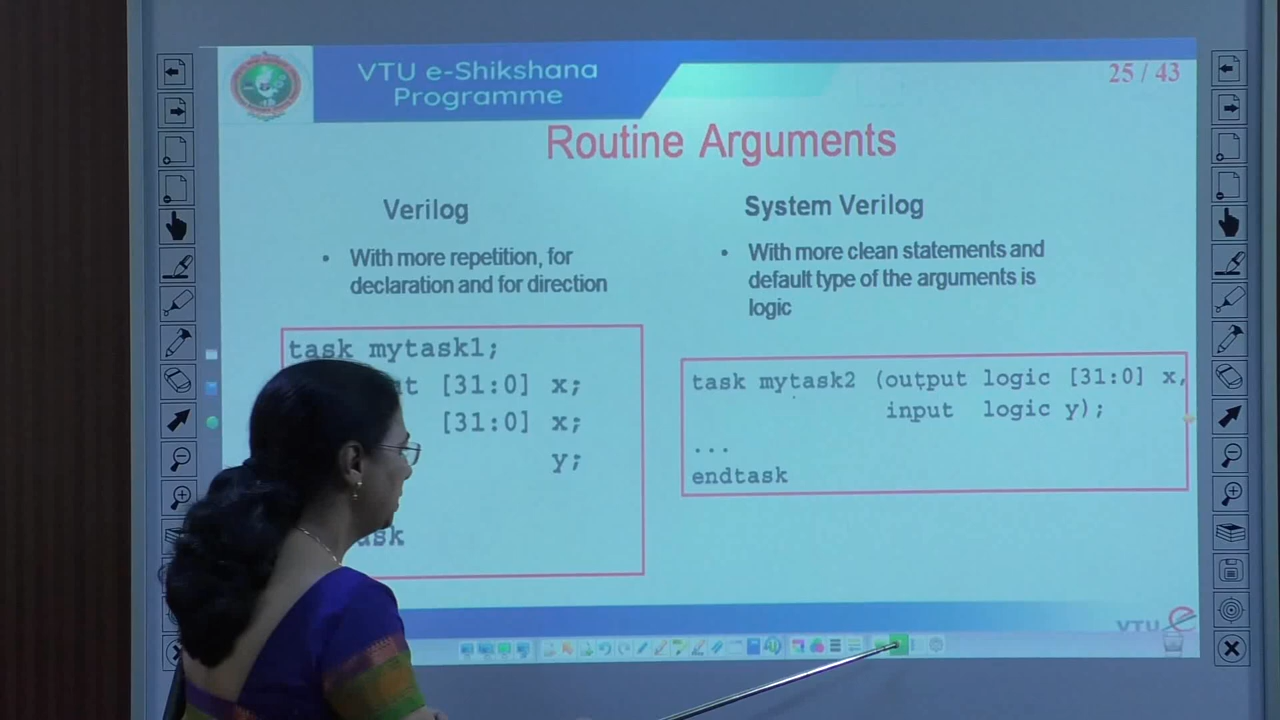 VTU e-Shikshana
Programme
25 / 43
Routine Arguments
Verilog
• With more repetition, for
declaration and for direction
task mytask1;
[31:0] x;
[31:0] x;
y;
System Verilog
• With more clean statements and
default type of the arguments is
logic
task mytask2 (output logic [31:0] x,
input logic y);
...
endtask
VTU